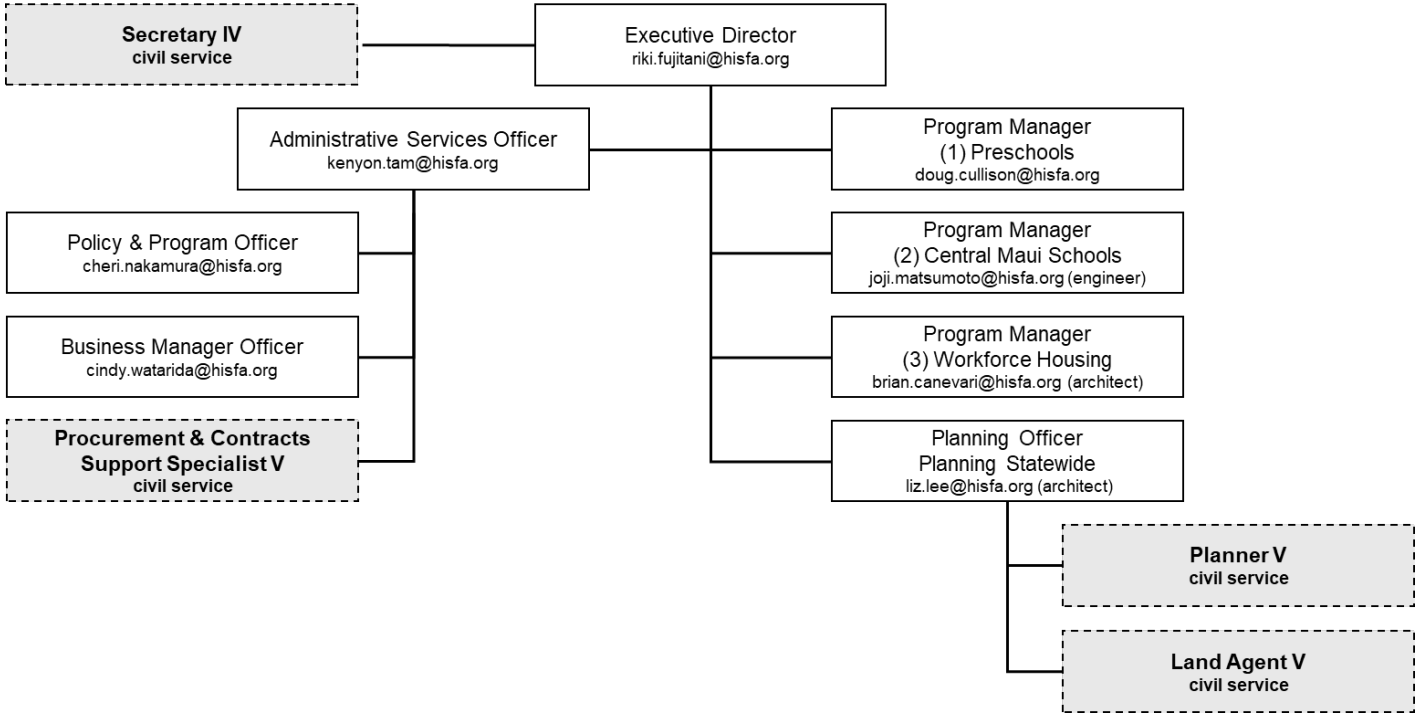 Secretary IV
civil service
Executive Director
riki.fujitani@hisfa.org
Administrative Services Officer
kenyon.tam@hisfa.org
Program Manager
(1) Preschools
doug.cullison@hisfa.org
Policy & Program Officer
cheri.nakamura@hisfa.org
Program Manager
(2) Central Maui Schools
joji.matsumoto@hisfa.org (engineer)
Business Manager Officer
cindy.watarida@hisfa.org
Program Manager
(3) Workforce Housing
brian.canevari@hisfa.org (architect)
Procurement & Contracts
Support Specialist V
civil service
Planning Officer
Planning Statewide
liz.lee@hisfa.org (architect)
Planner V
civil service
Land Agent V
civil service